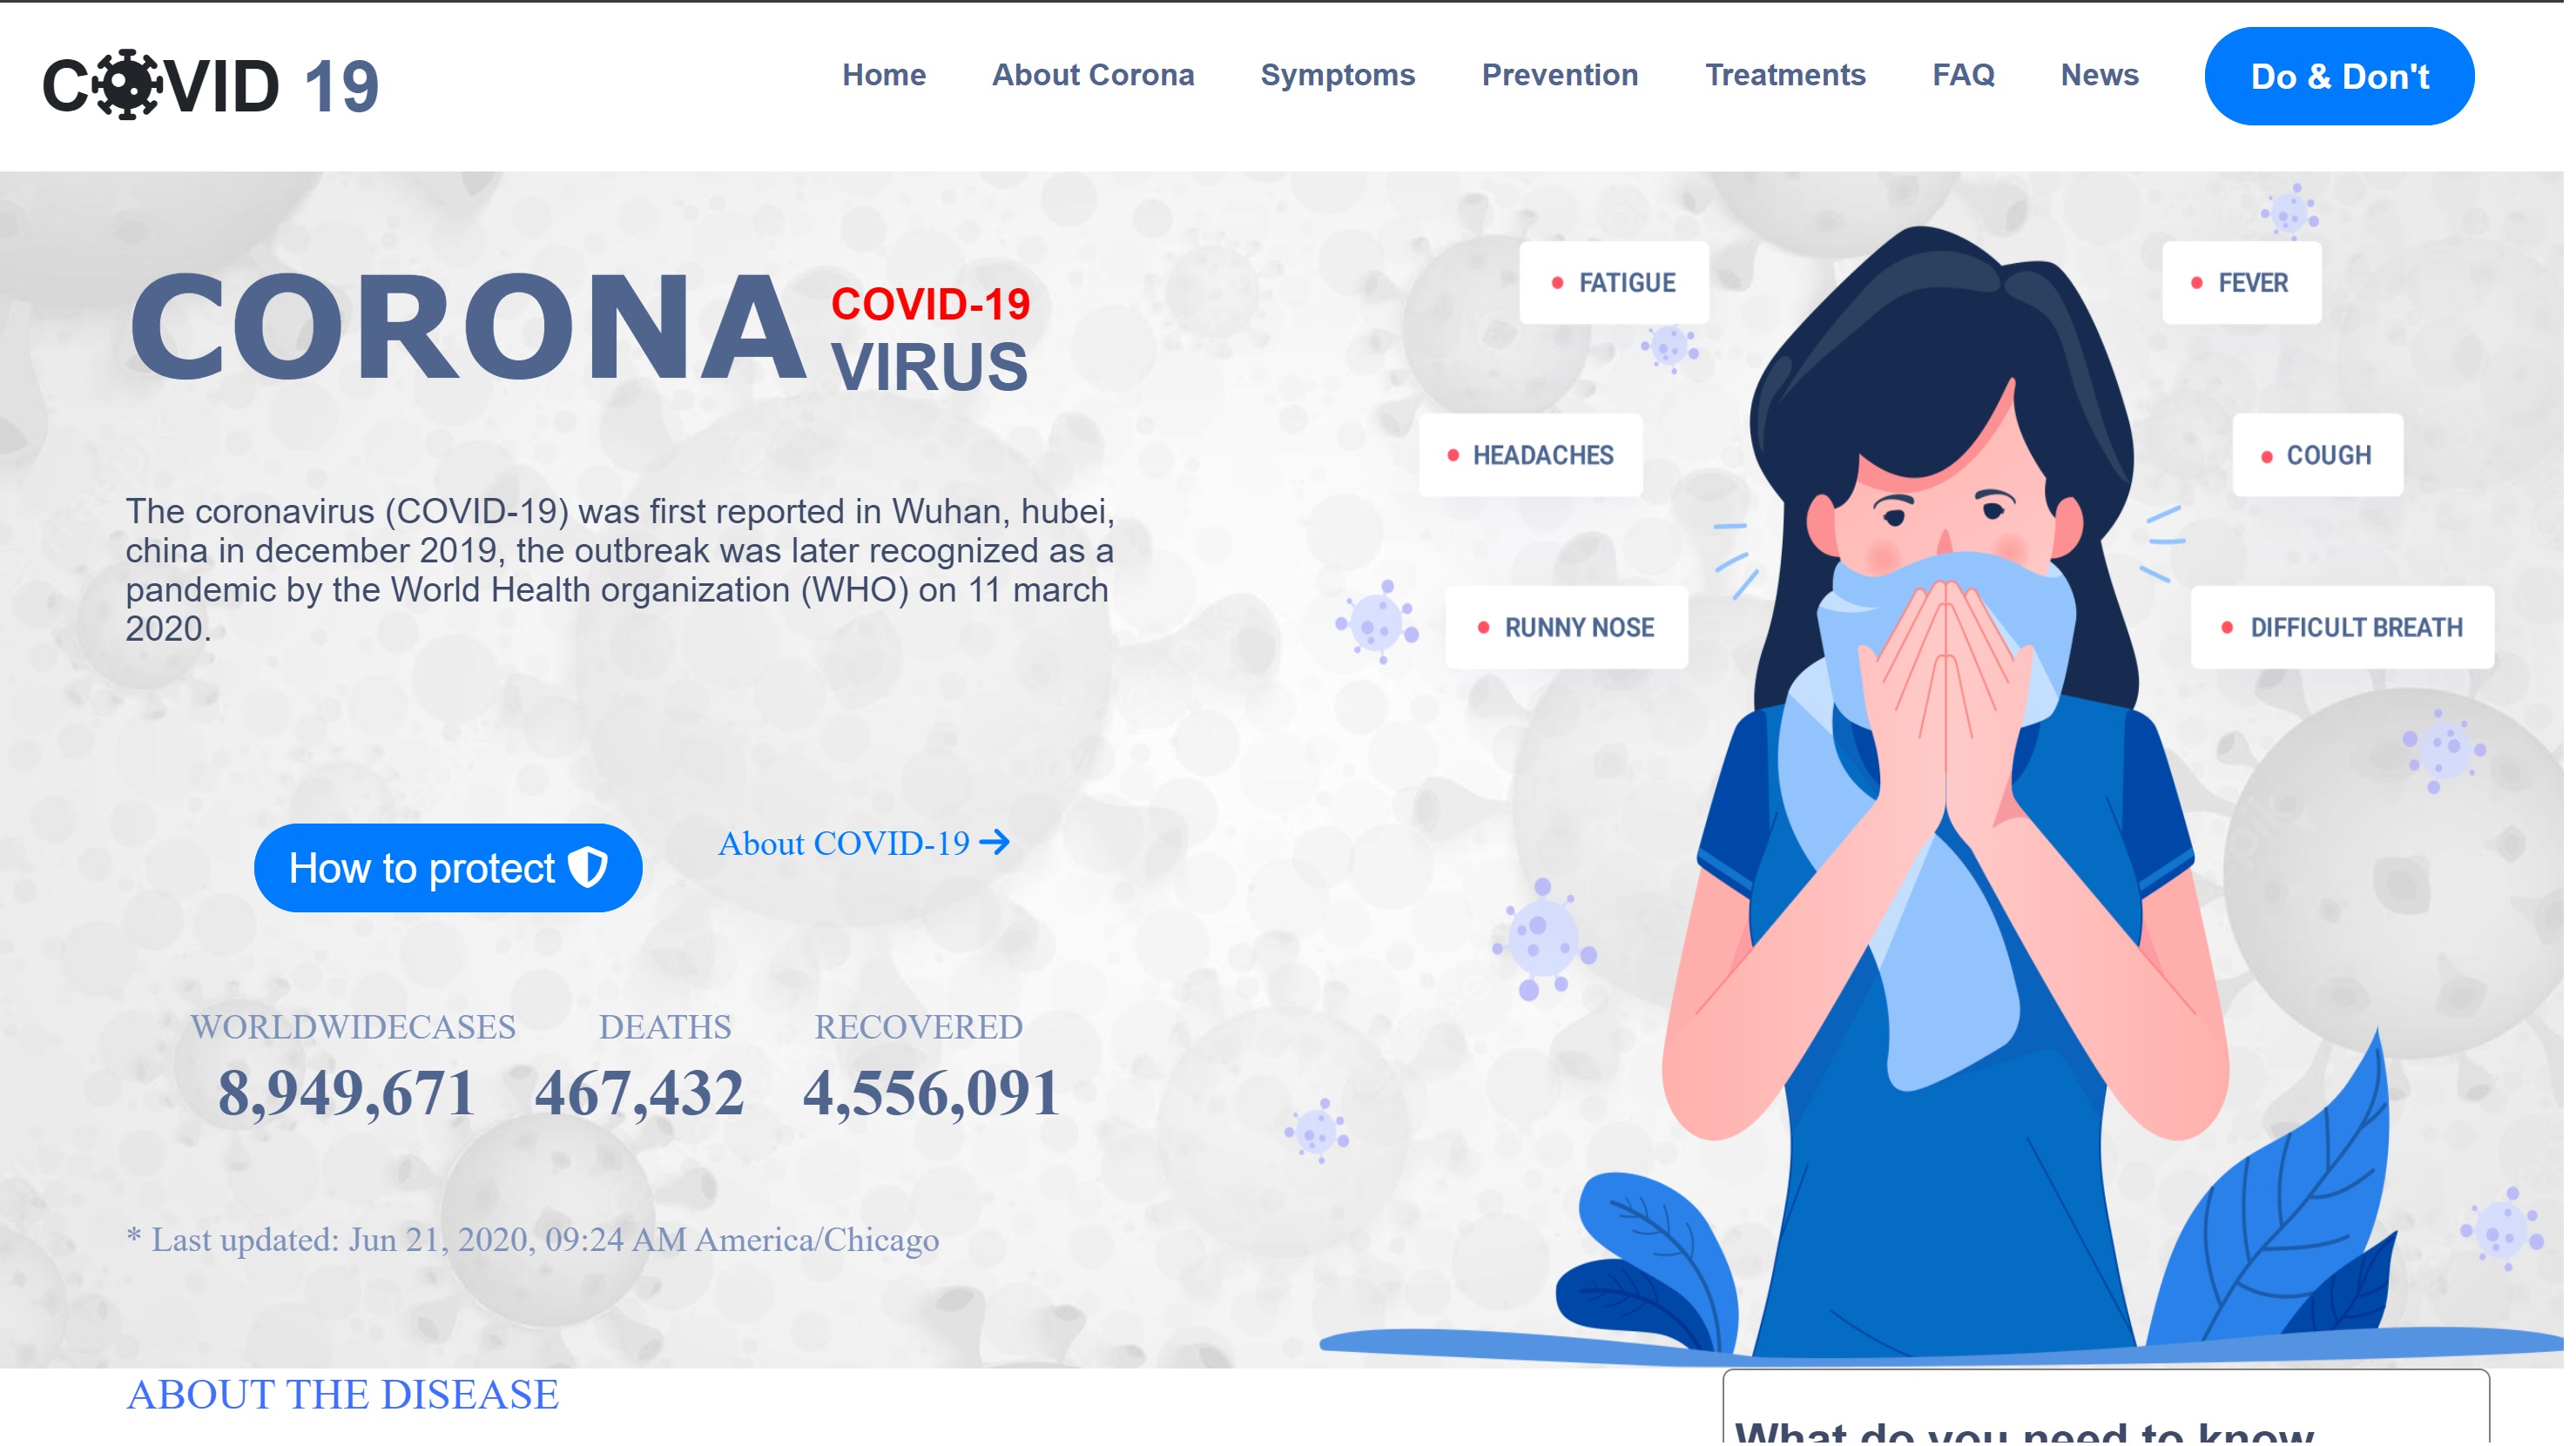 COVID 19
Home About Corona Symptoms Prevention Treatments FAQ News Do & Don't
CORONA
COVID-19
VIRUS
The coronavirus (COVID-19) was first reported in Wuhan, hubei,
china in december 2019, the outbreak was later recognized as a
pandemic by the World Health organization (WHO) on 11 march
2020.
How to protect
About COVID-19
WORLDWIDECASES DEATHS RECOVERED
8,949,671 467,432 4,556,091
* Last updated: Jun 21, 2020, 09:24 AM America/Chicago
FATIGUE
FEVER
HEADACHES
COUGH
RUNNY NOSE
DIFFICULT BREATH
ABOUT THE DISEASE
What do you need to know